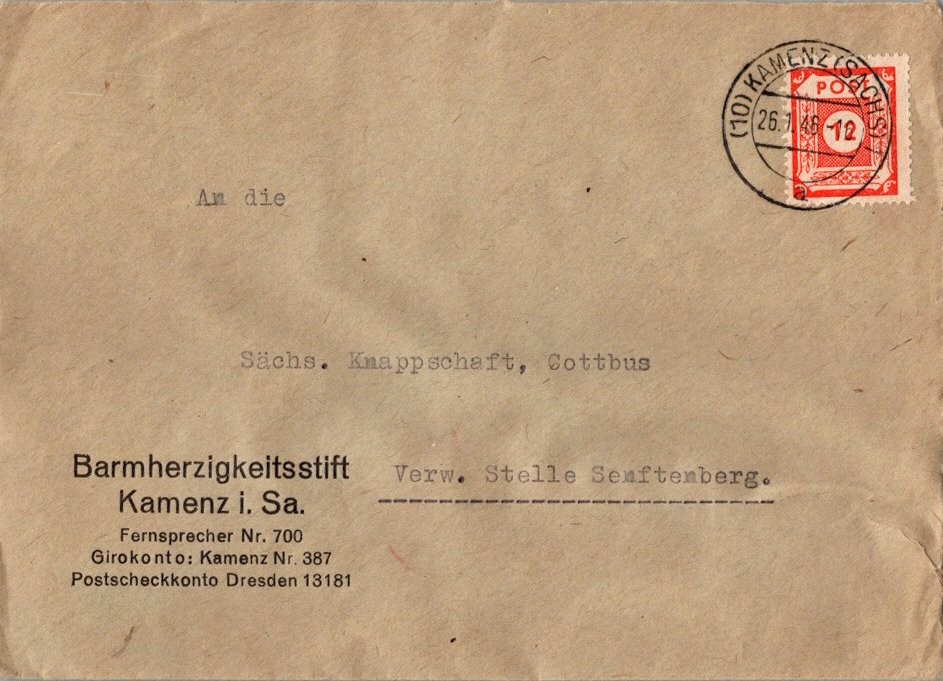 (10) KAMENZ (SACHS)
26.1.46-12
a
POST
12
An die
Sächs. Knappschaft, Cottbus
Verw. Stelle Senftenberg.
Barmherzigkeitsstift
Kamenz i. Sa.
Fernsprecher Nr. 700
Girokonto: Kamenz Nr. 387
Postscheckkonto Dresden 13181